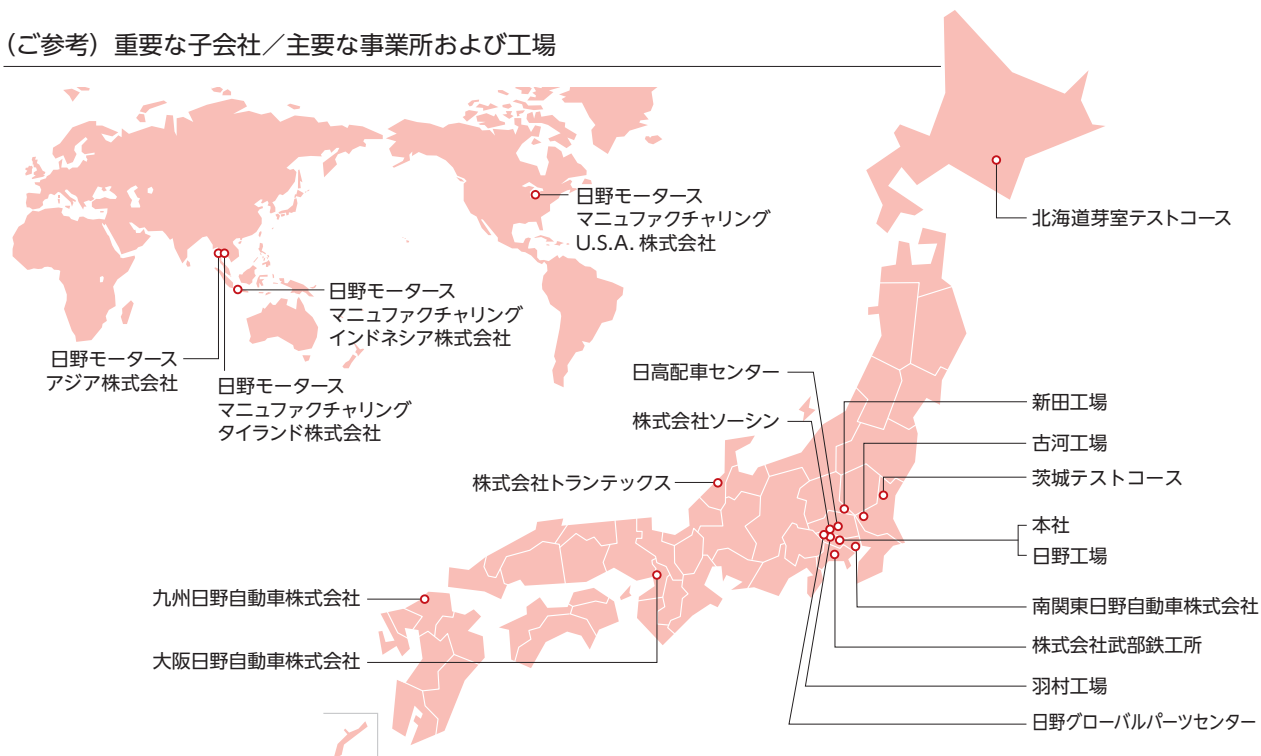 (ご参考) 重要な子会社／主要な事業所および工場
日野モータース
マニュファクチャリング
U.S.A. 株式会社
北海道芽室テストコース
日野モータース
マニュファクチャリング
インドネシア株式会社
日野モータース
アジア株式会社
日野モータース
マニュファクチャリング
タイランド株式会社
日高配車センター
株式会社ソーシン
株式会社トランテックス
新田工場
古河工場
茨城テストコース
本社
日野工場
九州日野自動車株式会社
大阪日野自動車株式会社
南関東日野自動車株式会社
株式会社武部鉄工所
羽村工場
日野グローバルパーツセンター